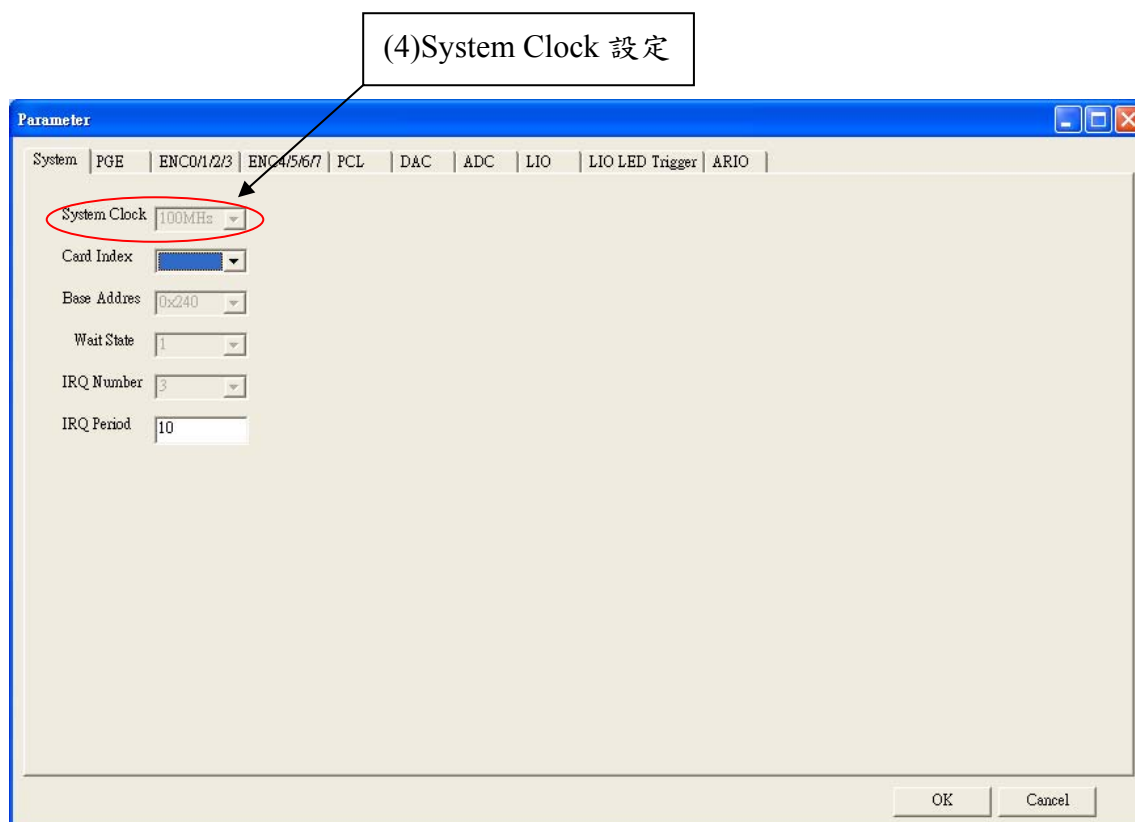 (4)System Clock 設定
Parameter
System PGE ENC0/1/2/3 ENC4/5/6/7 PCL DAC ADC LIO LIO LED Trigger ARIO
System Clock 100MHz
Card Index
Base Addres 0x240
Wait State 1
IRQ Number 3
IRQ Period 10
OK Cancel